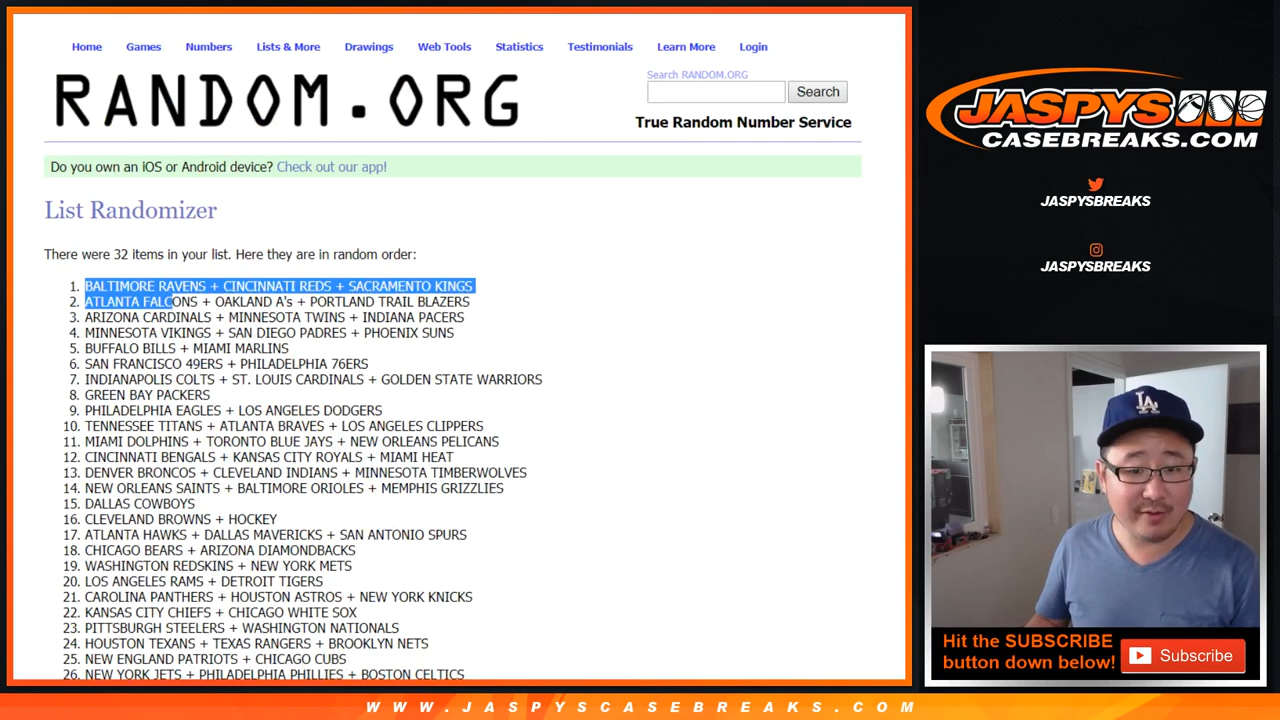 Home Games Numbers Lists & More Drawings Web Tools Statistics Testimonials Learn More Login
RANDOM.ORG
Search RANDOM.ORG
Search
True Random Number Service
Do you own an iOS or Android device? Check out our app!
List Randomizer
There were 32 items in your list. Here they are in random order:
1. BALTIMORE RAVENS + CINCINNATI REDS + SACRAMENTO KINGS
2. ATLANTA FALCONS + OAKLAND A's + PORTLAND TRAIL BLAZERS
3. ARIZONA CARDINALS + MINNESOTA TWINS + INDIANA PACERS
4. MINNESOTA VIKINGS + SAN DIEGO PADRES + PHOENIX SUNS
5. BUFFALO BILLS + MIAMI MARLINS
6. SAN FRANCISCO 49ERS + PHILADELPHIA 76ERS
7. INDIANAPOLIS COLTS + ST. LOUIS CARDINALS + GOLDEN STATE WARRIORS
8. GREEN BAY PACKERS
9. PHILADELPHIA EAGLES + LOS ANGELES DODGERS
10. TENNESSEE TITANS + ATLANTA BRAVES + LOS ANGELES CLIPPERS
11. MIAMI DOLPHINS + TORONTO BLUE JAYS + NEW ORLEANS PELICANS
12. CINCINNATI BENGALS + KANSAS CITY ROYALS + MIAMI HEAT
13. DENVER BRONCOS + CLEVELAND INDIANS + MINNESOTA TIMBERWOLVES
14. NEW ORLEANS SAINTS + BALTIMORE ORIOLES + MEMPHIS GRIZZLIES
15. DALLAS COWBOYS
16. CLEVELAND BROWNS + HOCKEY
17. ATLANTA HAWKS + DALLAS MAVERICKS + SAN ANTONIO SPURS
18. CHICAGO BEARS + ARIZONA DIAMONDBACKS
19. WASHINGTON REDSKINS + NEW YORK METS
20. LOS ANGELES RAMS + DETROIT TIGERS
21. CAROLINA PANTHERS + HOUSTON ASTROS + NEW YORK KNICKS
22. KANSAS CITY CHIEFS + CHICAGO WHITE SOX
23. PITTSBURGH STEELERS + WASHINGTON NATIONALS
24. HOUSTON TEXANS + TEXAS RANGERS + BROOKLYN NETS
25. NEW ENGLAND PATRIOTS + CHICAGO CUBS
26. NEW YORK JETS + PHILADELPHIA PHILLIES + BOSTON CELTICS
JASPYS
CASEBREAKS.COM
JASPYSBREAKS
JASPYSBREAKS
LA
Hit the SUBSCRIBE
button down below!
Subscribe
WWW.JASPYSCASEBREAKS.COM